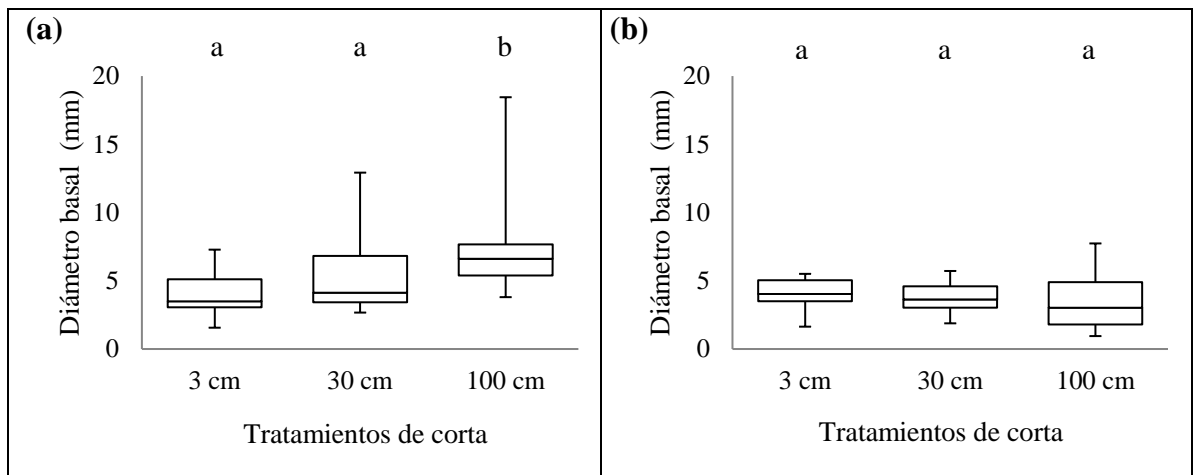 (a)
a a b
20
15
10
5
0
Diámetro basal (mm)
3 cm 30 cm 100 cm
Tratamientos de corta
(b)
a a a
20
15
10
5
0
Diámetro basal (mm)
3 cm 30 cm 100 cm
Tratamientos de corta